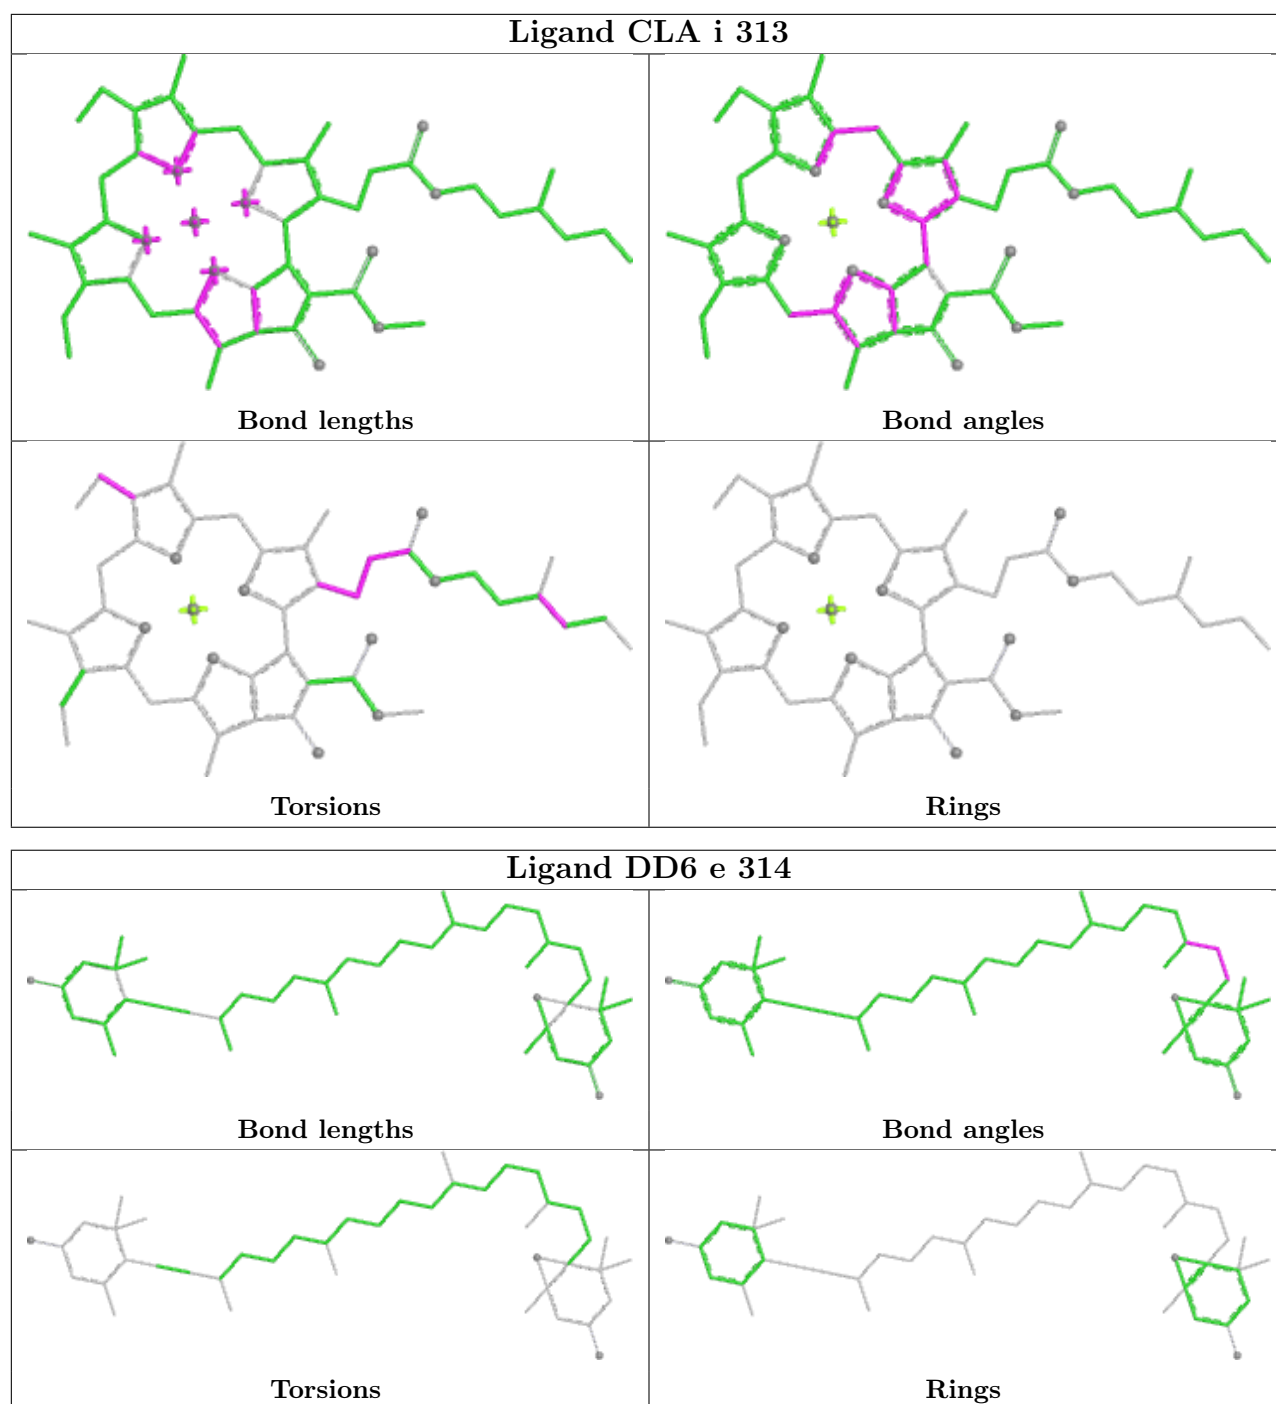 Ligand CLA i 313
Bond lengths
Bond angles
Torsions
Rings
Ligand DD6 e 314
Bond lengths
Bond angles
Torsions
Rings